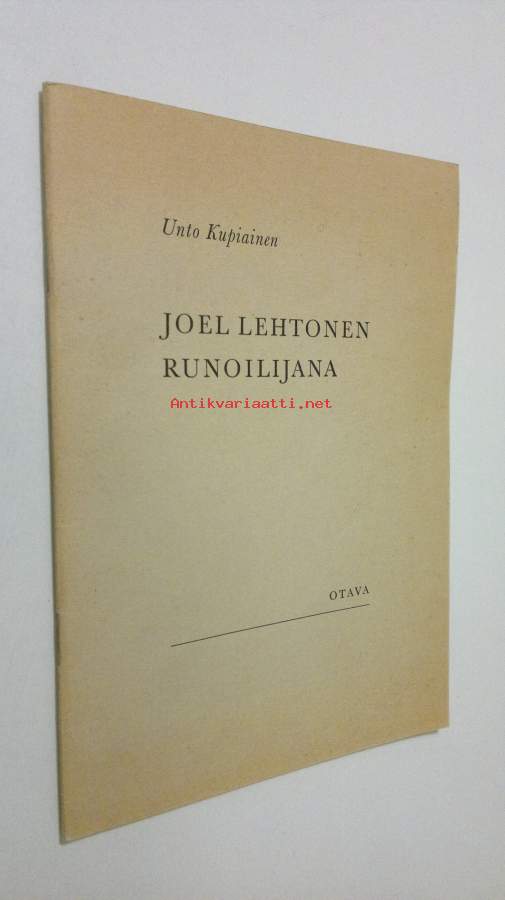 Unto Kupiainen
JOEL LEHTONEN
RUNOILIJANA
Antikvariaatti.net
OTAVA